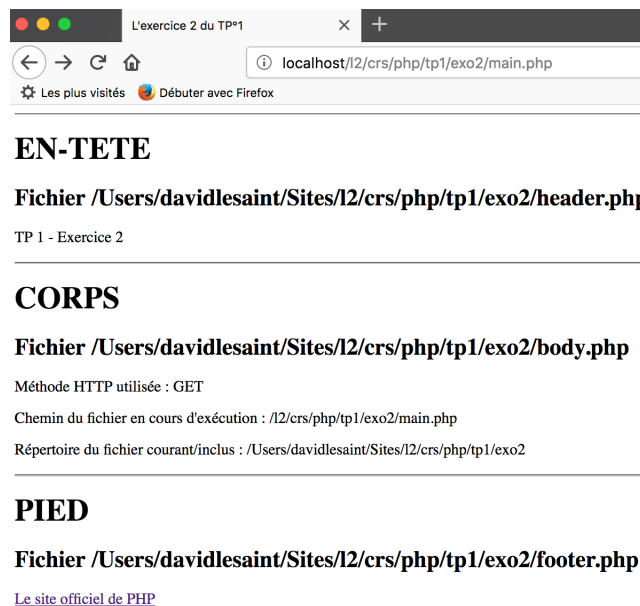 L'exercice 2 du TP°1
localhost/l2/crs/php/tp1/exo2/main.php
Les plus visités Débuter avec Firefox
EN-TETE
Fichier /Users/davidlesaint/Sites/l2/crs/php/tp1/exo2/header.php
TP 1 - Exercice 2
CORPS
Fichier /Users/davidlesaint/Sites/l2/crs/php/tp1/exo2/body.php
Méthode HTTP utilisée : GET
Chemin du fichier en cours d'exécution : /l2/crs/php/tp1/exo2/main.php
Répertoire du fichier courant/inclus : /Users/davidlesaint/Sites/l2/crs/php/tp1/exo2
PIED
Fichier /Users/davidlesaint/Sites/l2/crs/php/tp1/exo2/footer.php
Le site officiel de PHP